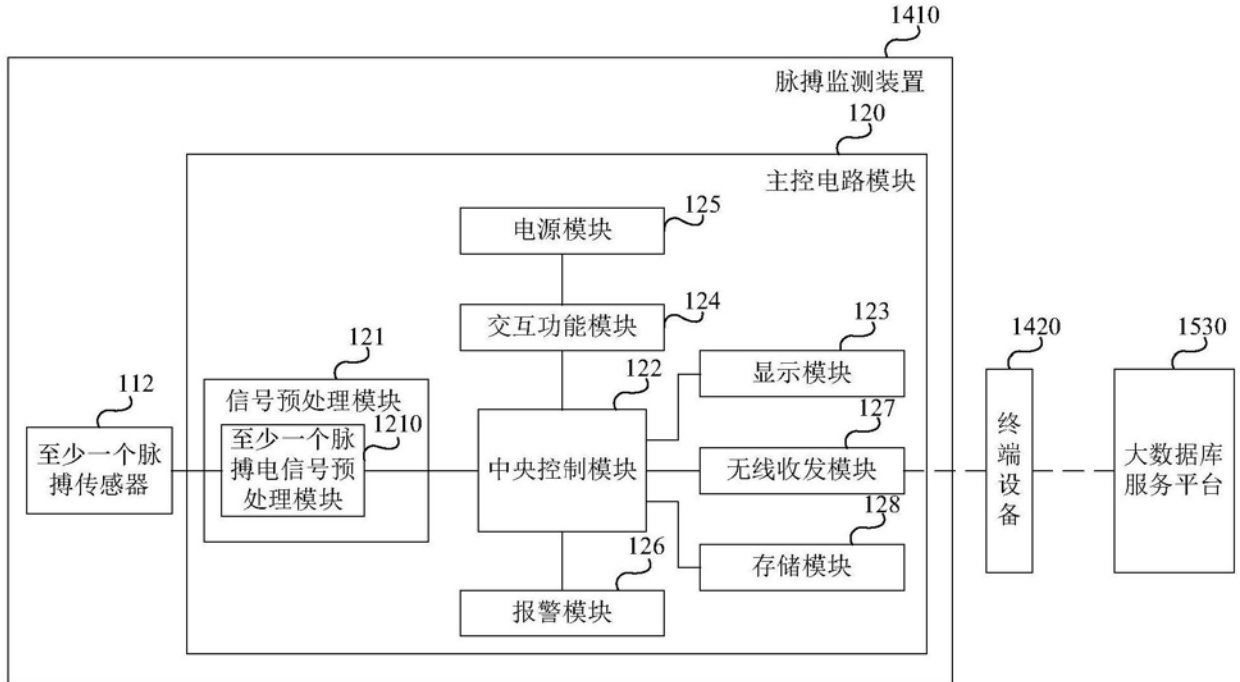 1410
脉搏监测装置
120
主控电路模块
125
电源模块
124
交互功能模块
123
显示模块
121
信号预处理模块
1210
至少一个脉
搏电信号预
处理模块
112
至少一个脉
搏传感器
122
中央控制模块
127
无线收发模块
128
存储模块
126
报警模块
1420
终端设备
1530
大数据库
服务平台